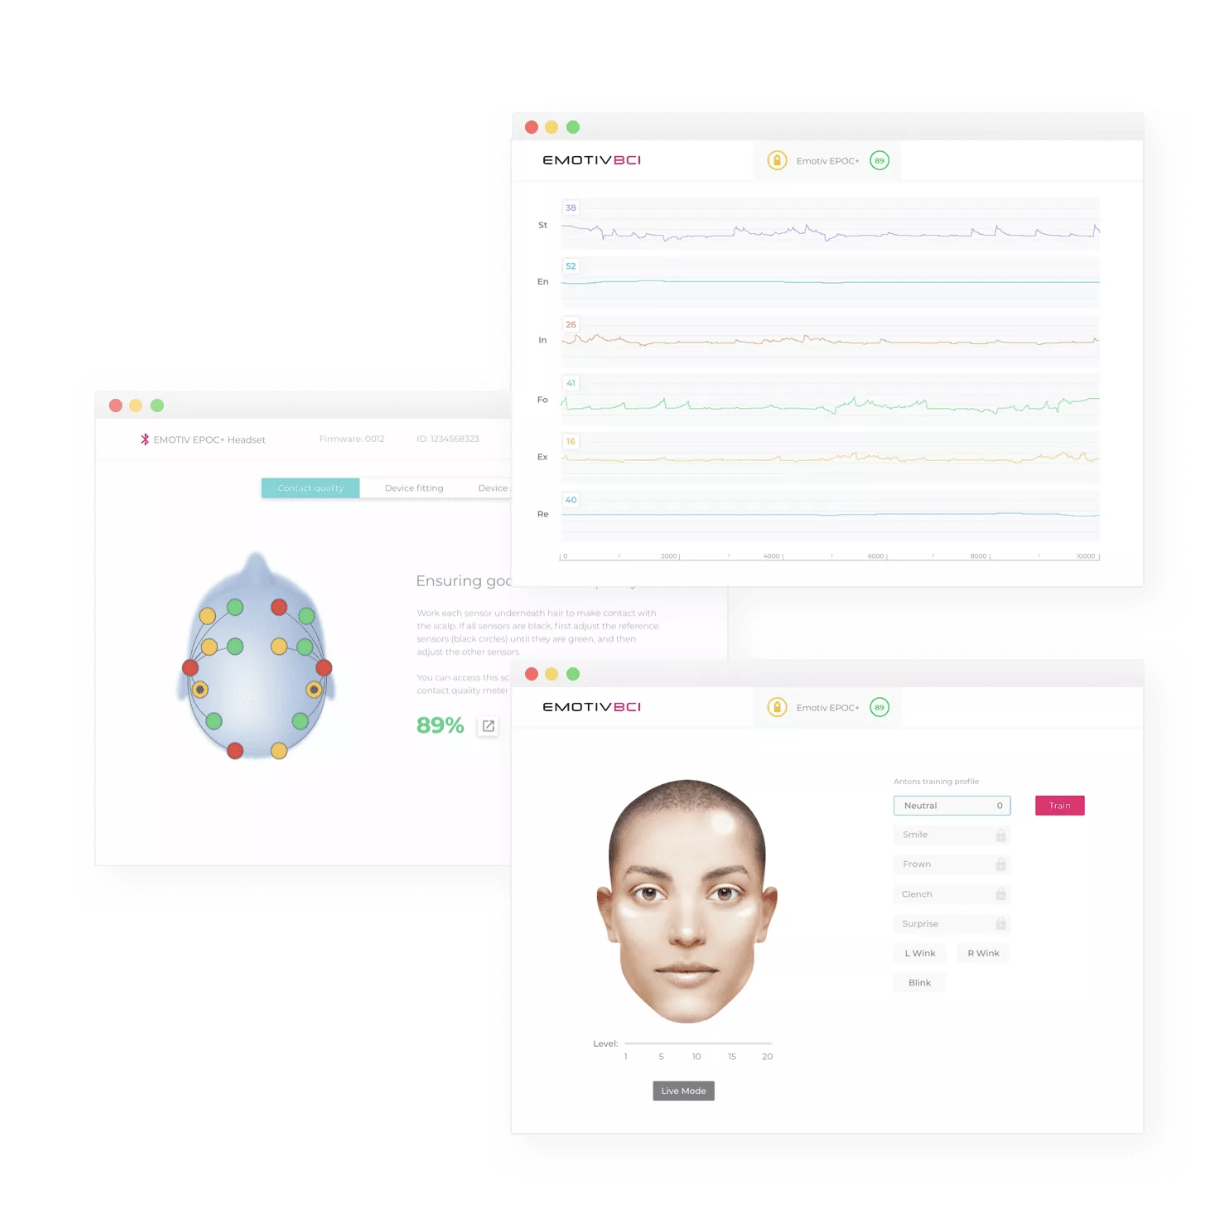 EMOTIVBCI
Emotiv EPOC+ 89
38
St
52
En
26
In
41
Fo
16
Ex
40
Re
0 2000 4000 6000 8000 10000
EMOTIV EPOC+ Headset
Firmware: 0012
ID: 1234568323
Contact quality
Device fitting
Device
Ensuring
Work each sensor underneath hair to make contact with
the scalp. If all sensors are black, first adjust the reference
sensors (black circles) until they are green, and then
adjust the other sensors.
You can access this
contact quality meter
89%
EMOTIVBCI
Emotiv EPOC+ 89
Antons training profile
Neutral 0
Train
Smile
Frown
Clench
Surprise
L Wink R Wink
Blink
Level:
1 5 10 15 20
Live Mode